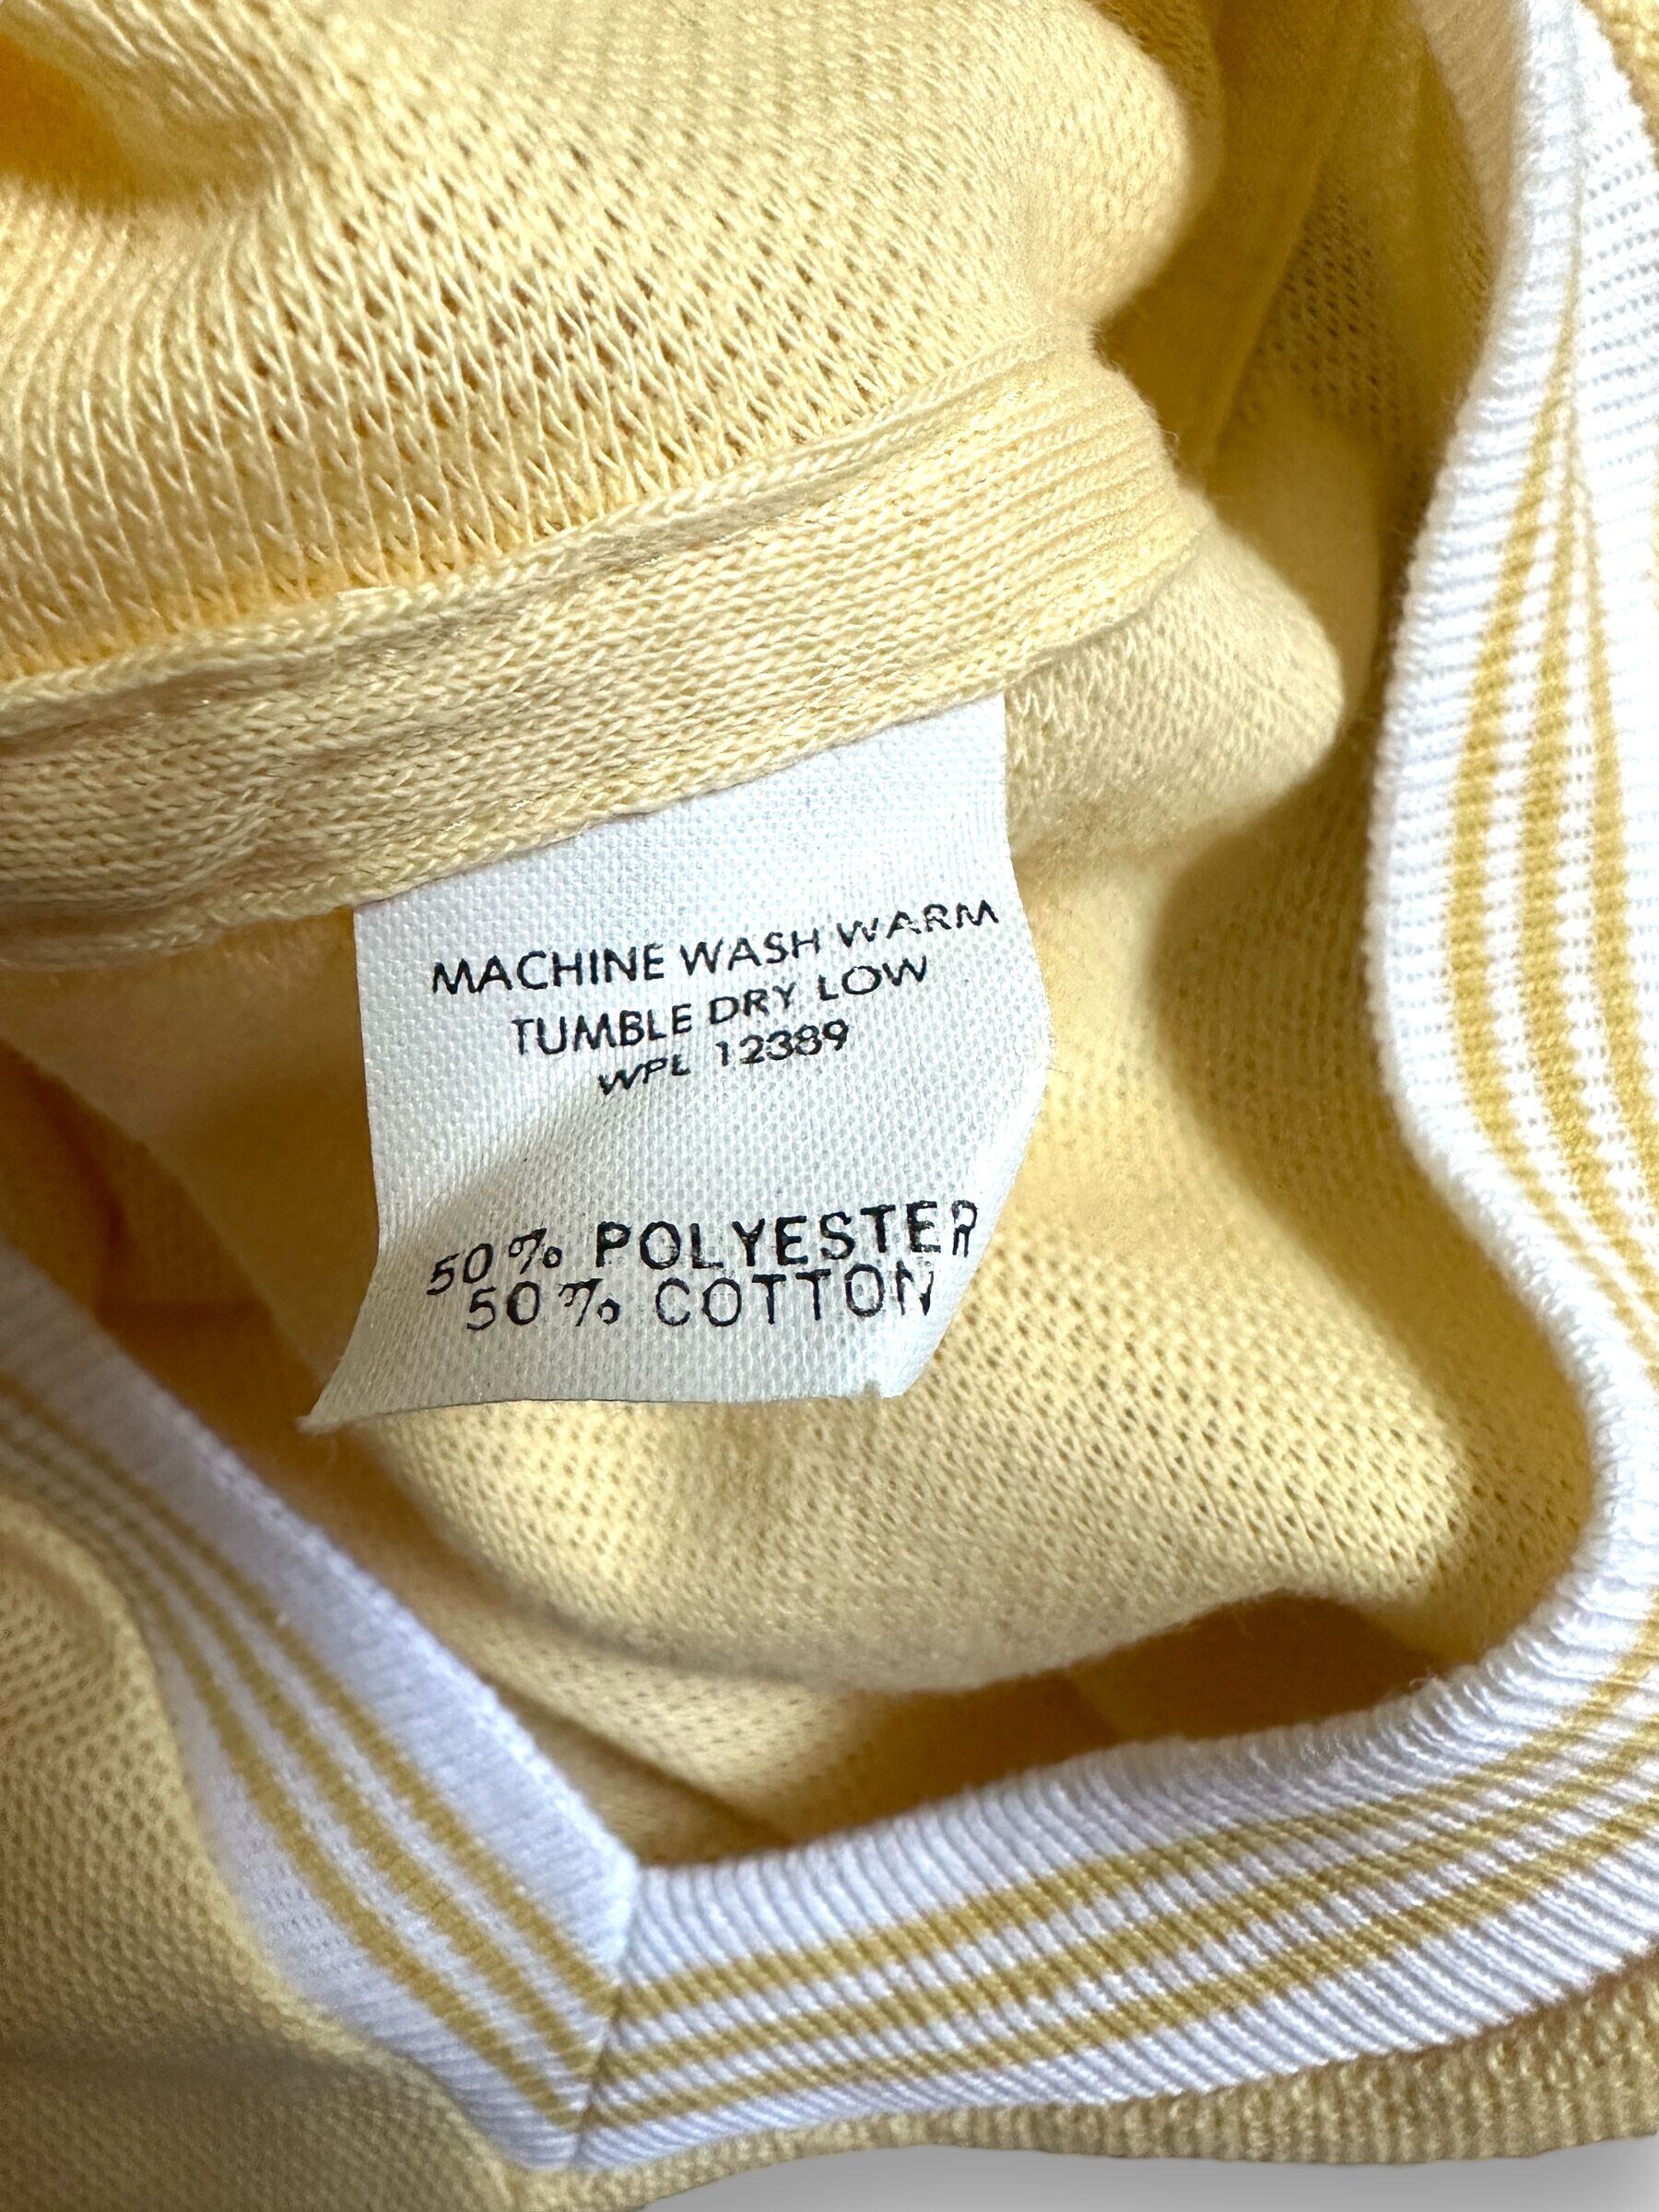 MACHINE WASH WARM
TUMBLE DRY LOW
WPL 12389
50% POLYESTER
50% COTTON